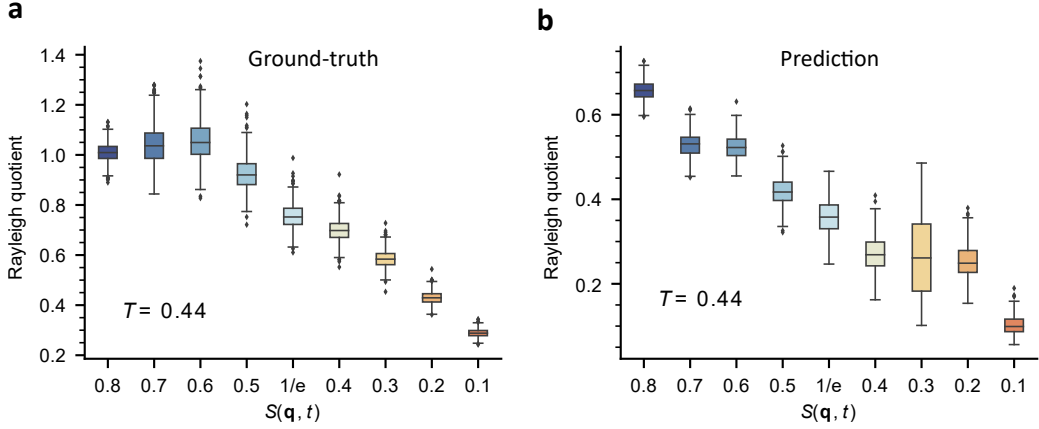 a
Ground-truth
Rayleigh quotient
1.4
1.2
1.0
0.8
0.6
0.4
0.2
T = 0.44
0.8 0.7 0.6 0.5 1/e 0.4 0.3 0.2 0.1
S(q, t)
b
Prediction
Rayleigh quotient
0.6
0.4
0.2
T = 0.44
0.8 0.7 0.6 0.5 1/e 0.4 0.3 0.2 0.1
S(q, t)